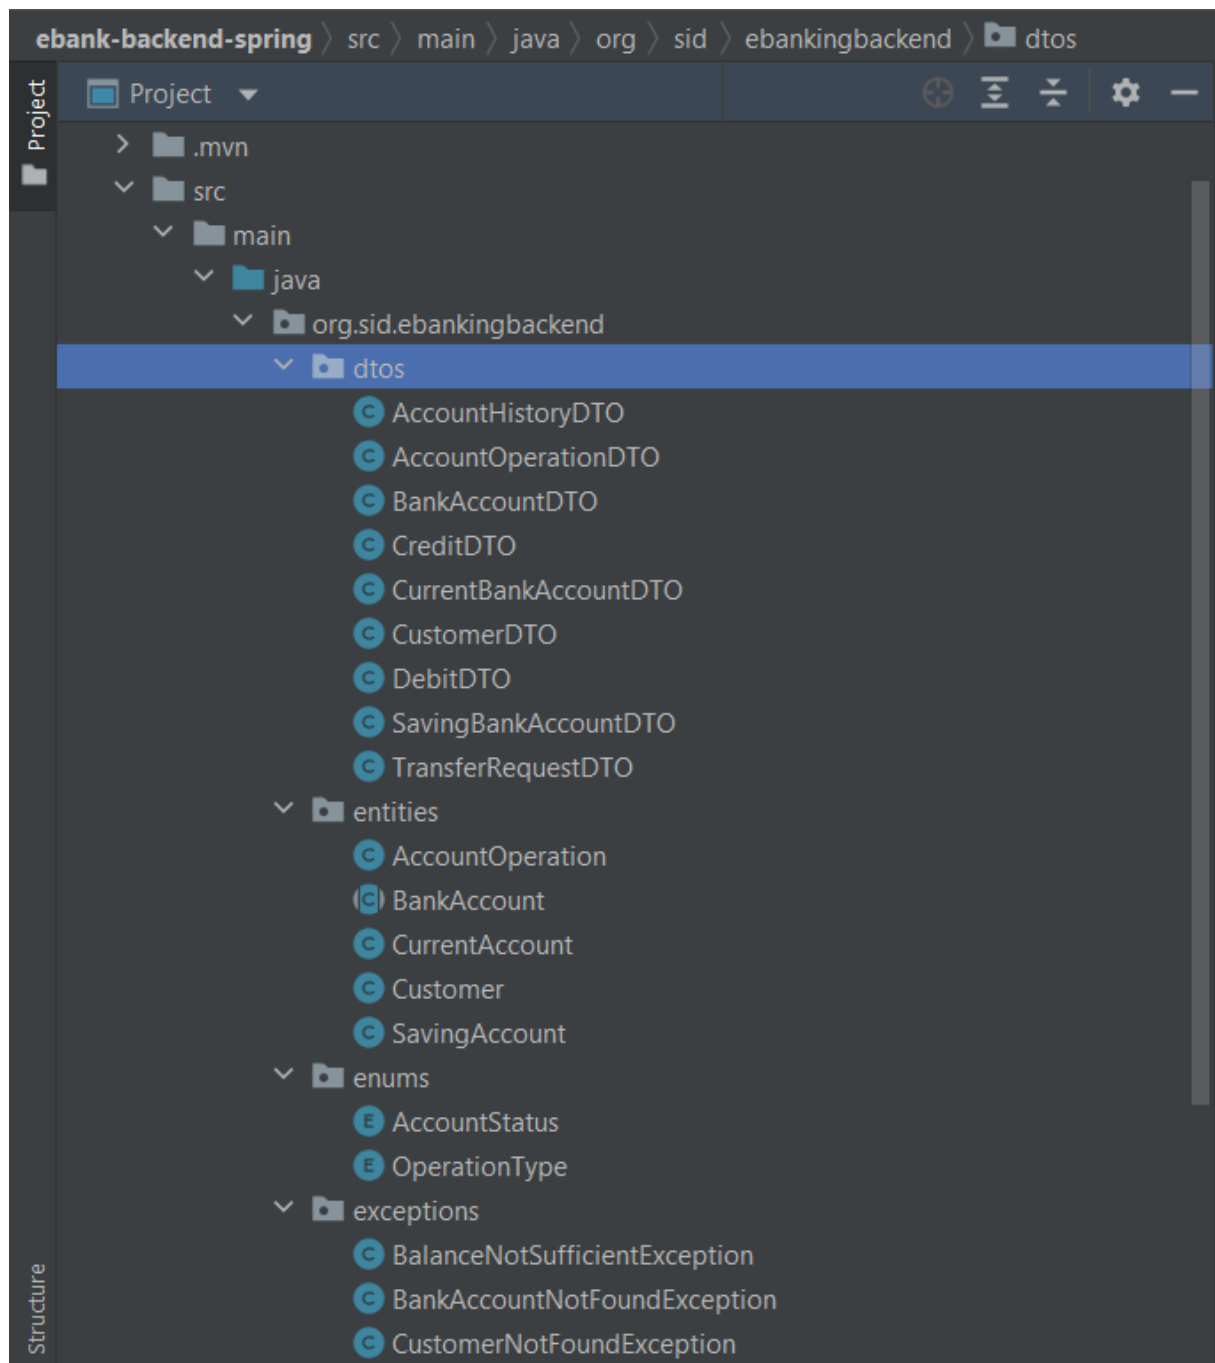 ebank-backend-spring 〉 src 〉 main 〉 java 〉 org 〉 sid 〉 ebankingbackend 〉 dtos
Project
Project
.mvn
src
main
java
org.sid.ebankingbackend
dtos
C AccountHistoryDTO
C AccountOperationDTO
C BankAccountDTO
C CreditDTO
C CurrentBankAccountDTO
C CustomerDTO
C DebitDTO
C SavingBankAccountDTO
C TransferRequestDTO
entities
C AccountOperation
C BankAccount
C CurrentAccount
C Customer
C SavingAccount
enums
E AccountStatus
E OperationType
exceptions
C BalanceNotSufficientException
C BankAccountNotFoundException
C CustomerNotFoundException
Structure